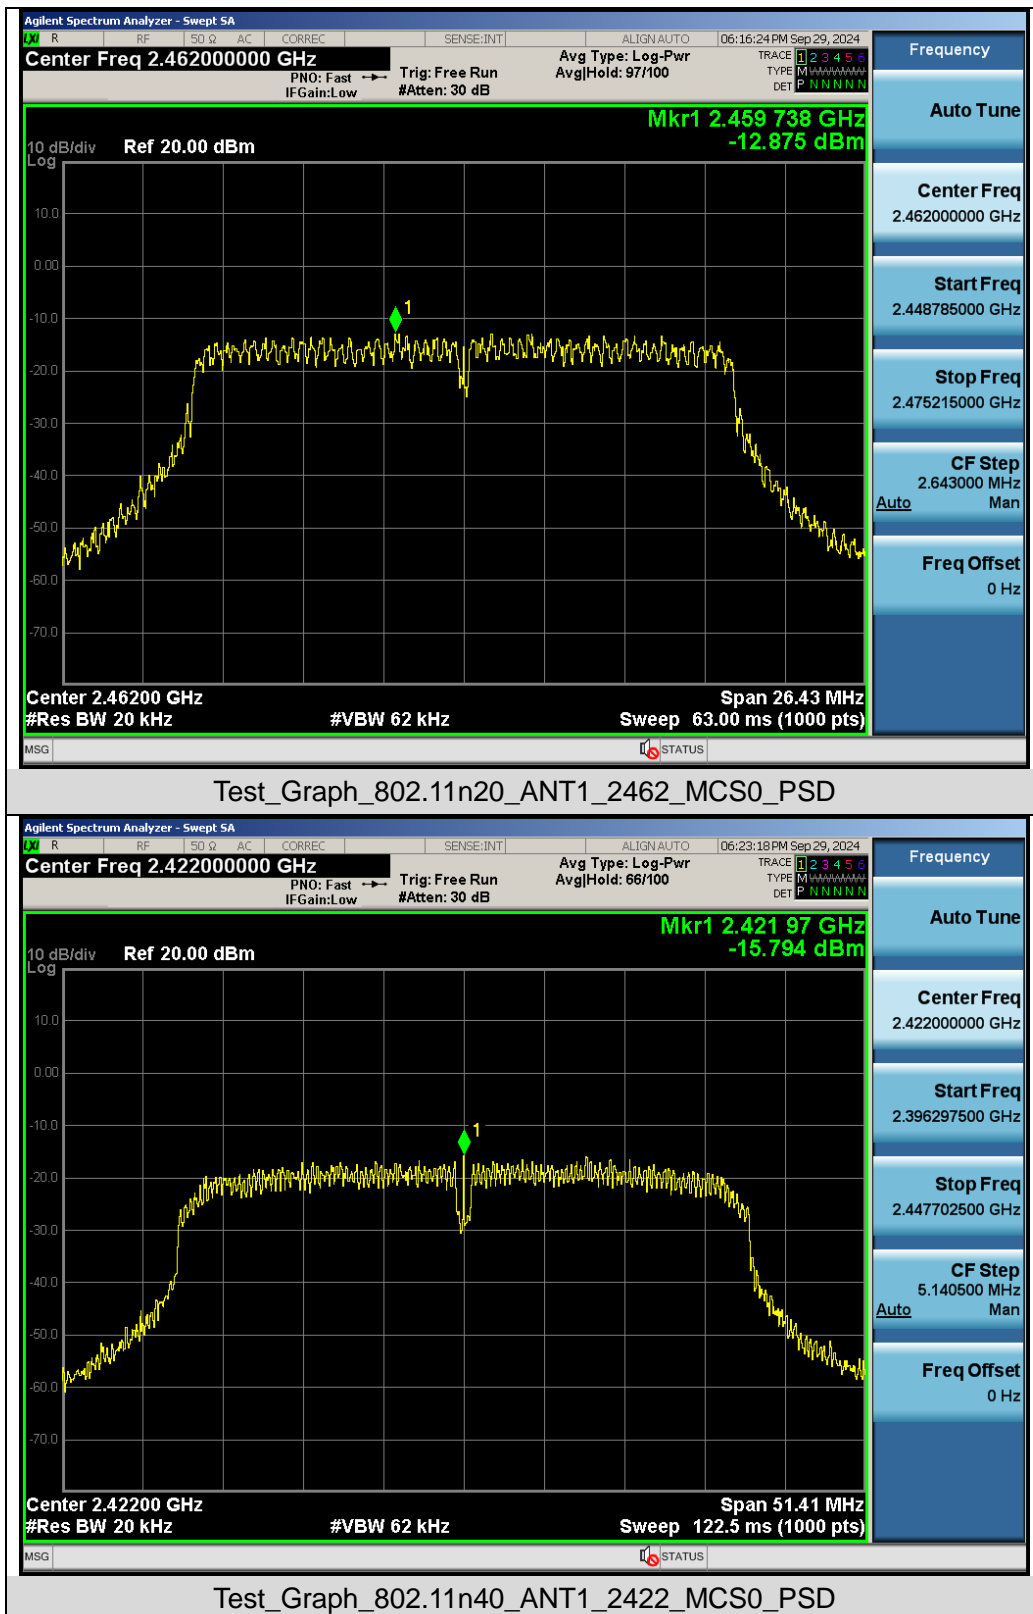 Agilent Spectrum Analyzer - Swept SA
LXI R RF 50 Ω AC CORREC SENSE:INT ALIGN AUTO 06:16:24 PM Sep 29, 2024
Center Freq 2.462000000 GHz
PNO: Fast
IFGain:Low
Trig: Free Run
#Atten: 30 dB
Avg Type: Log-Pwr
Avg|Hold: 97/100
TRACE 1 2 3 4 5 6
TYPE M WWWWW
DET P N N N N N
Frequency
Auto Tune
Center Freq
2.462000000 GHz
Start Freq
2.448785000 GHz
Stop Freq
2.475215000 GHz
CF Step
2.643000 MHz
Auto Man
Freq Offset
0 Hz
Mkr1 2.459 738 GHz
-12.875 dBm
10 dB/div Ref 20.00 dBm
Log
10.0
0.00
-10.0
-20.0
-30.0
-40.0
-50.0
-60.0
-70.0
1
Center 2.46200 GHz Span 26.43 MHz
#Res BW 20 kHz #VBW 62 kHz Sweep 63.00 ms (1000 pts)
MSG STATUS
Test_Graph_802.11n20_ANT1_2462_MCS0_PSD
Agilent Spectrum Analyzer - Swept SA
LXI R RF 50 Ω AC CORREC SENSE:INT ALIGN AUTO 06:23:18 PM Sep 29, 2024
Center Freq 2.422000000 GHz
PNO: Fast
IFGain:Low
Trig: Free Run
#Atten: 30 dB
Avg Type: Log-Pwr
Avg|Hold: 66/100
TRACE 1 2 3 4 5 6
TYPE M WWWWW
DET P N N N N N
Frequency
Auto Tune
Center Freq
2.422000000 GHz
Start Freq
2.396297500 GHz
Stop Freq
2.447702500 GHz
CF Step
5.140500 MHz
Auto Man
Freq Offset
0 Hz
Mkr1 2.421 97 GHz
-15.794 dBm
10 dB/div Ref 20.00 dBm
Log
10.0
0.00
-10.0
-20.0
-30.0
-40.0
-50.0
-60.0
-70.0
1
Center 2.42200 GHz Span 51.41 MHz
#Res BW 20 kHz #VBW 62 kHz Sweep 122.5 ms (1000 pts)
MSG STATUS
Test_Graph_802.11n40_ANT1_2422_MCS0_PSD